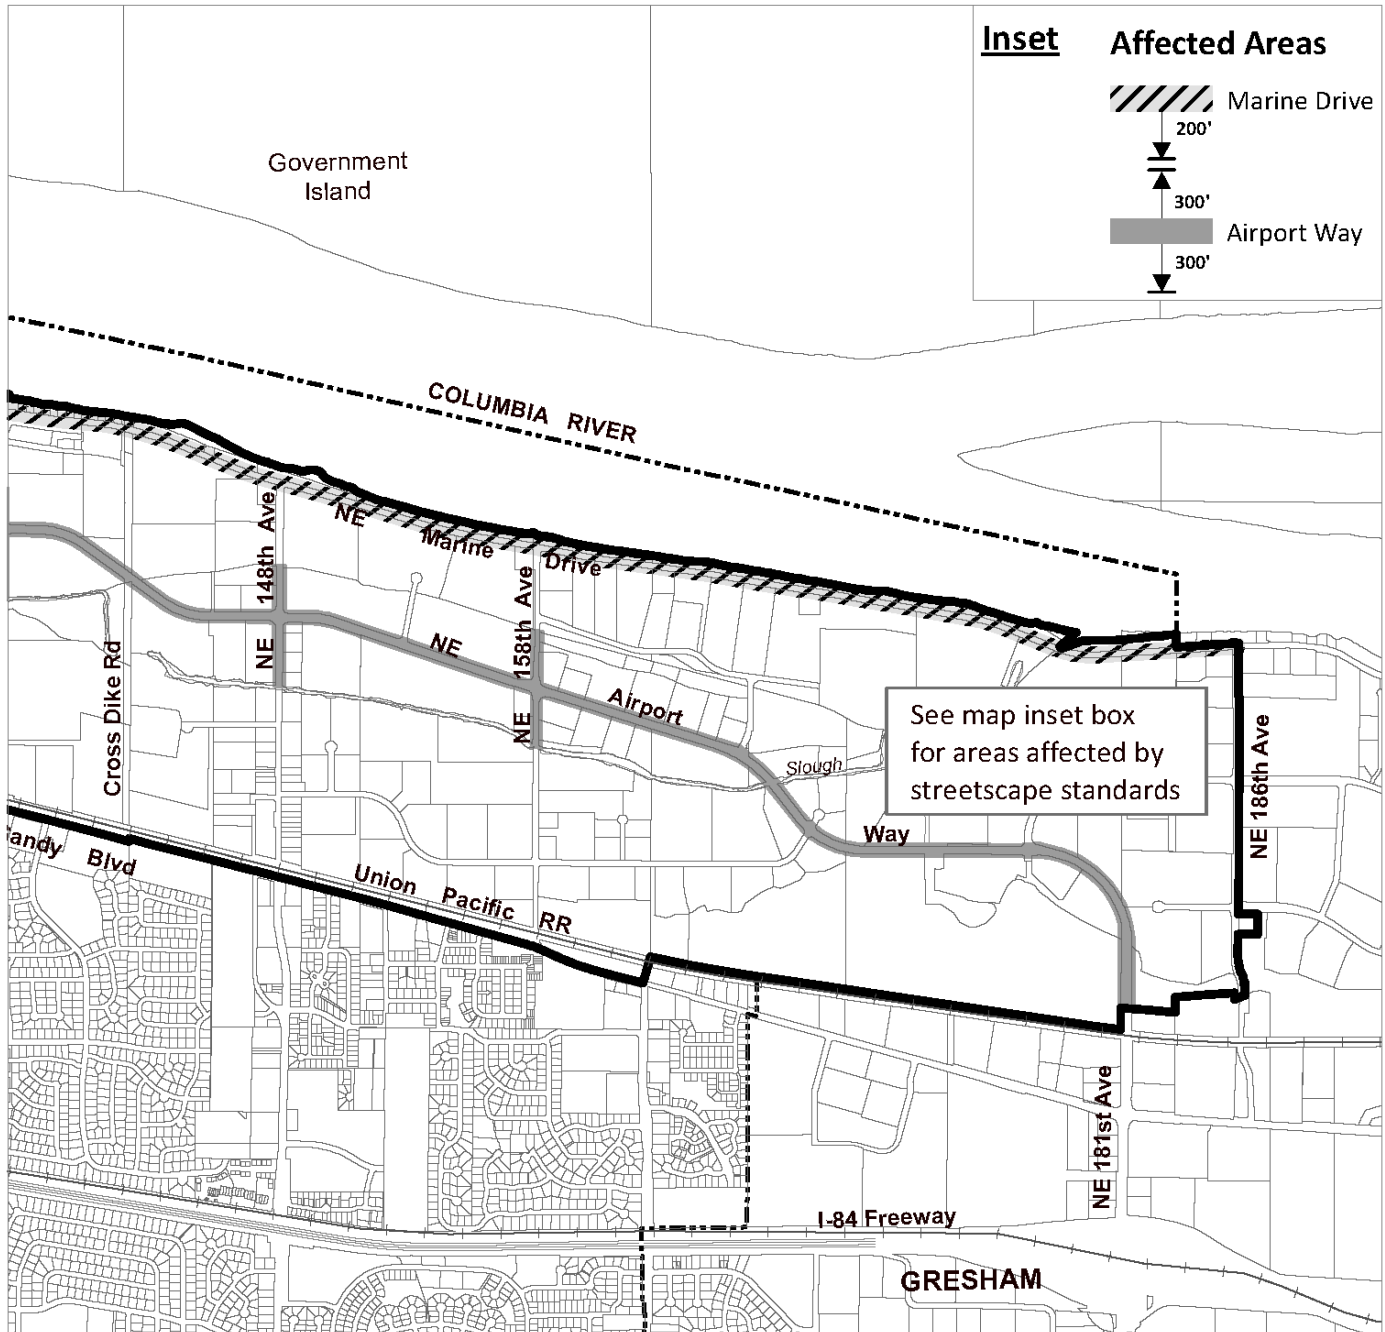 Inset Affected Areas
Marine Drive
200'
300'
Airport Way
300'
Government
Island
COLUMBIA RIVER
NE Marine Drive
NE 148th Ave
NE 158th Ave
NE Airport Way
Cross Dike Rd
Slough
See map inset box
for areas affected by
streetscape standards
NE 186th Ave
Blvd
Union Pacific RR
NE 181st Ave
I-84 Freeway
GRESHAM